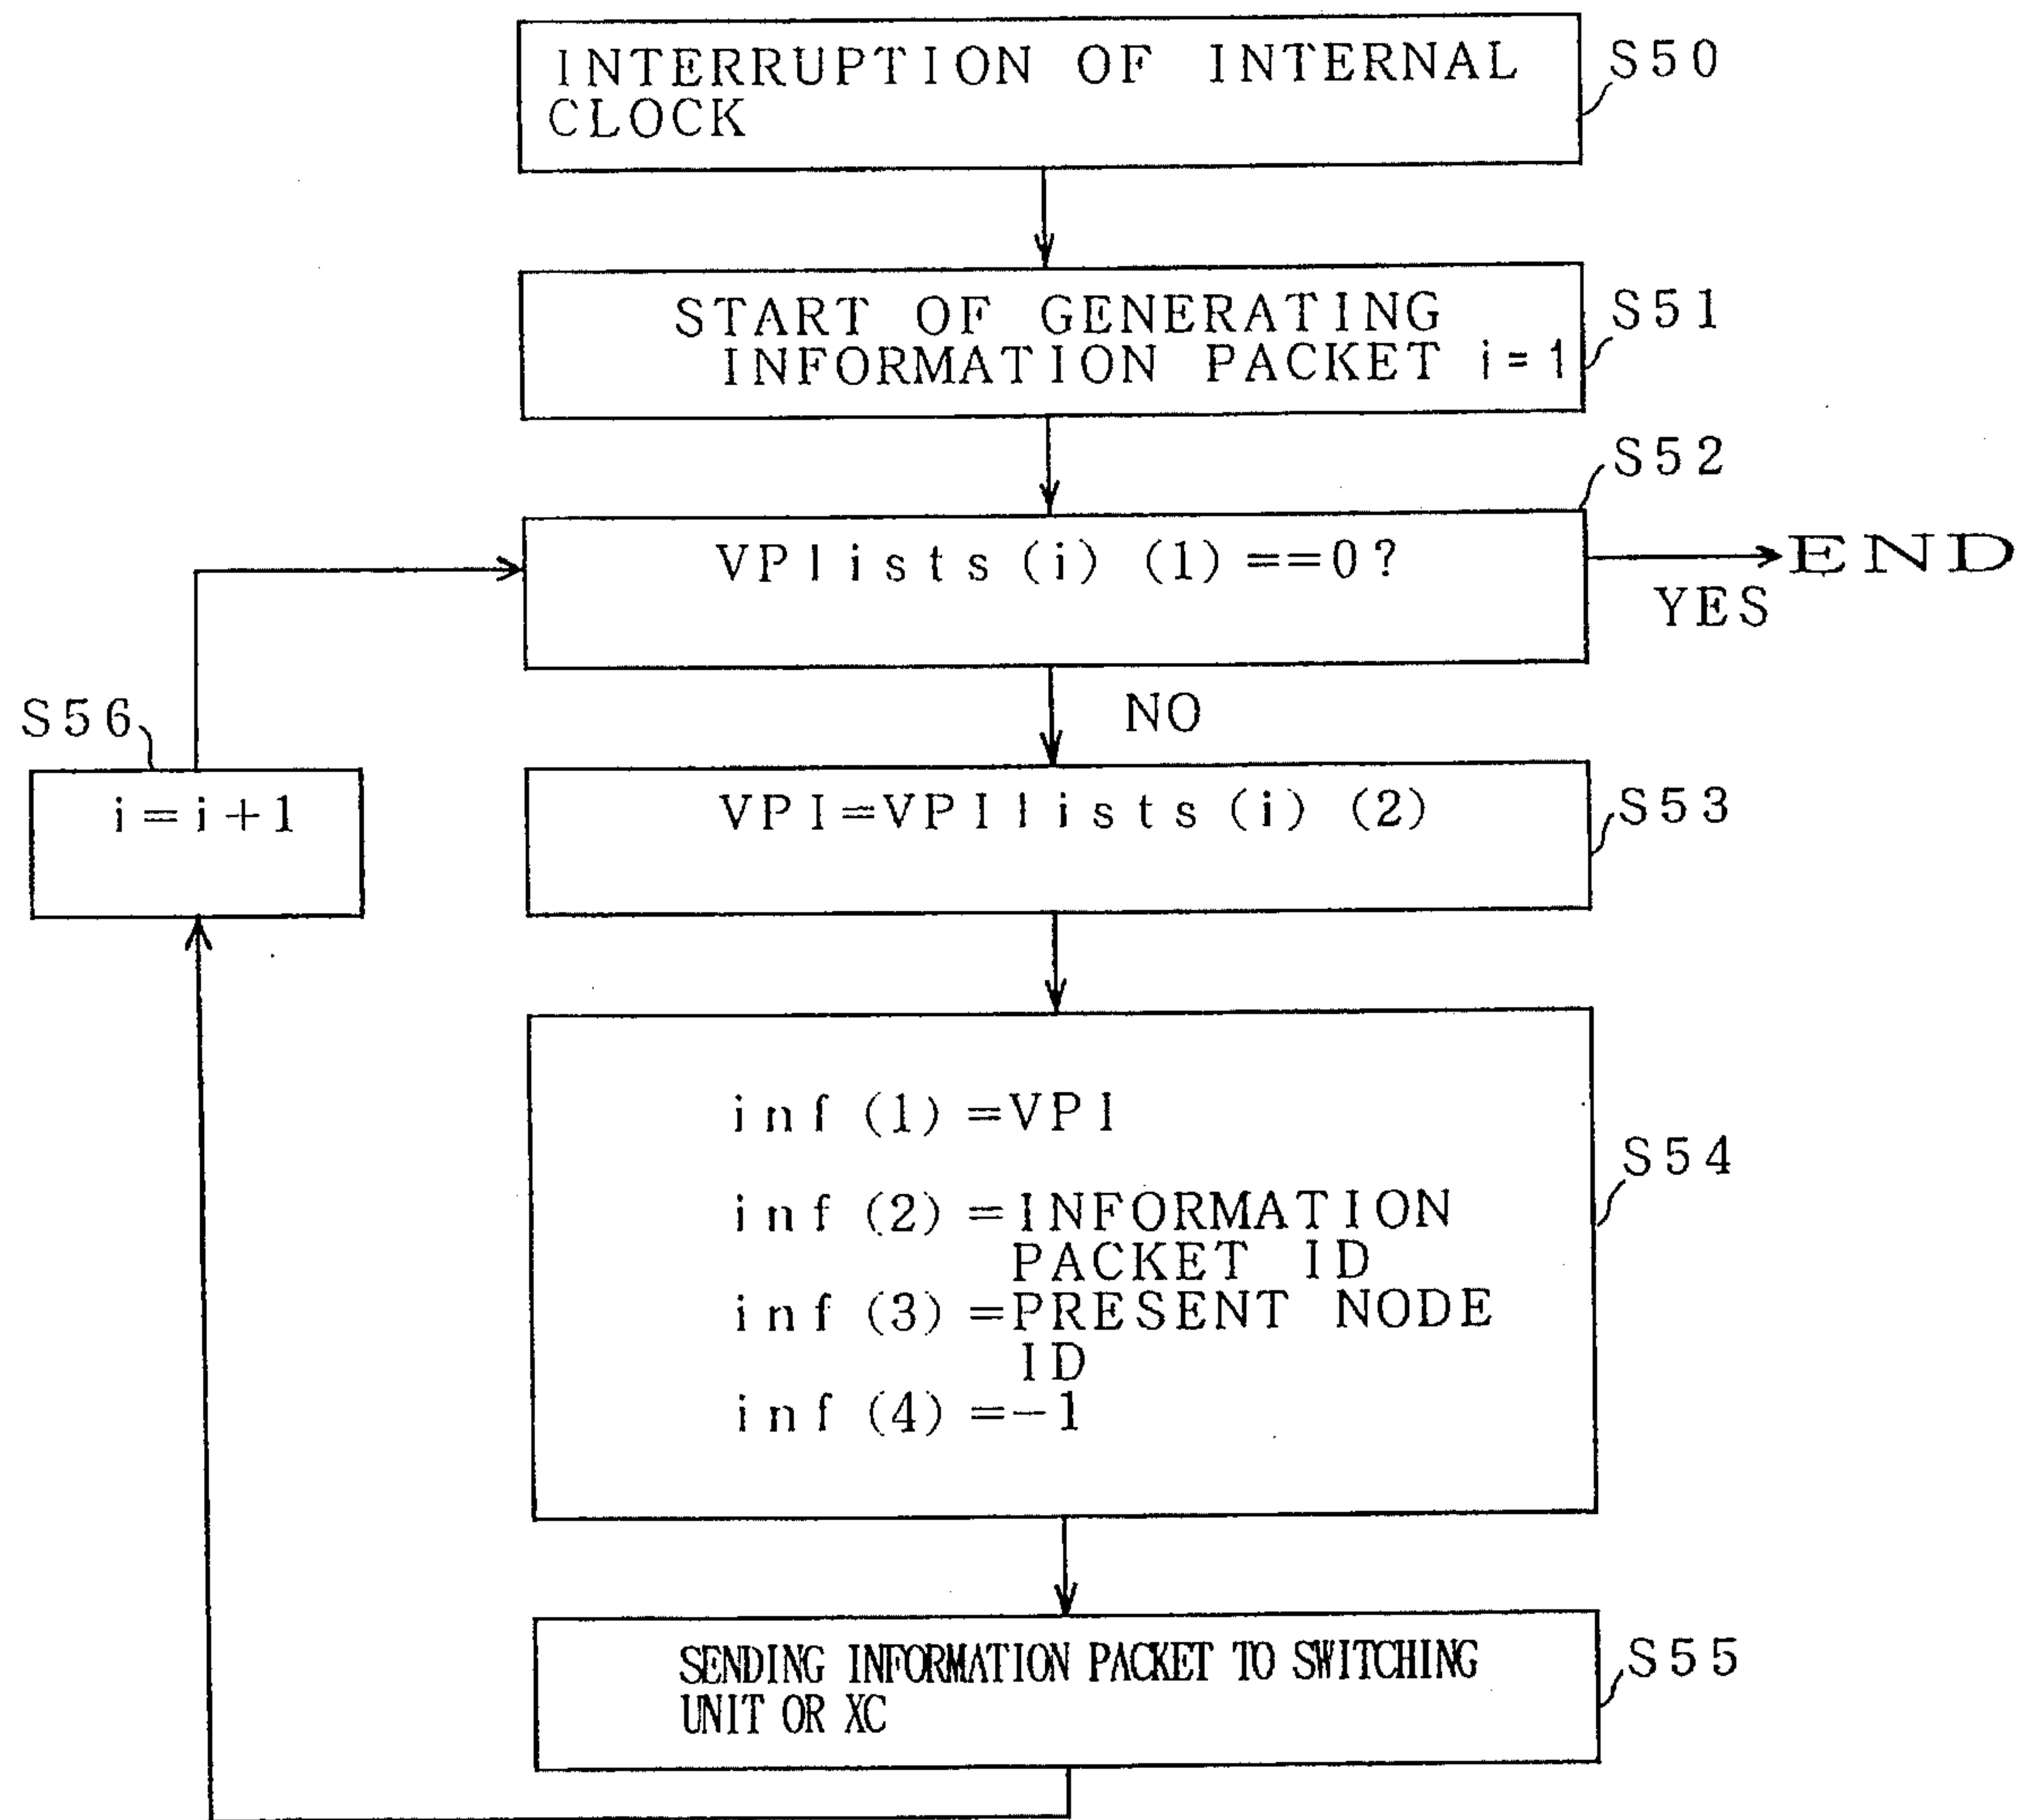 INTERRUPTION OF INTERNAL
CLOCK
S50
START OF GENERATING
INFORMATION PACKET i=1
S51
S52
VPlists(i)(1)==0?
END
YES
NO
S56
i=i+1
VPI=VPIlists(i)(2)
S53
inf(1)=VPI
inf(2)=INFORMATION
PACKET ID
inf(3)=PRESENT NODE
ID
inf(4)=-1
S54
SENDING INFORMATION PACKET TO SWITCHING
UNIT OR XC
S55